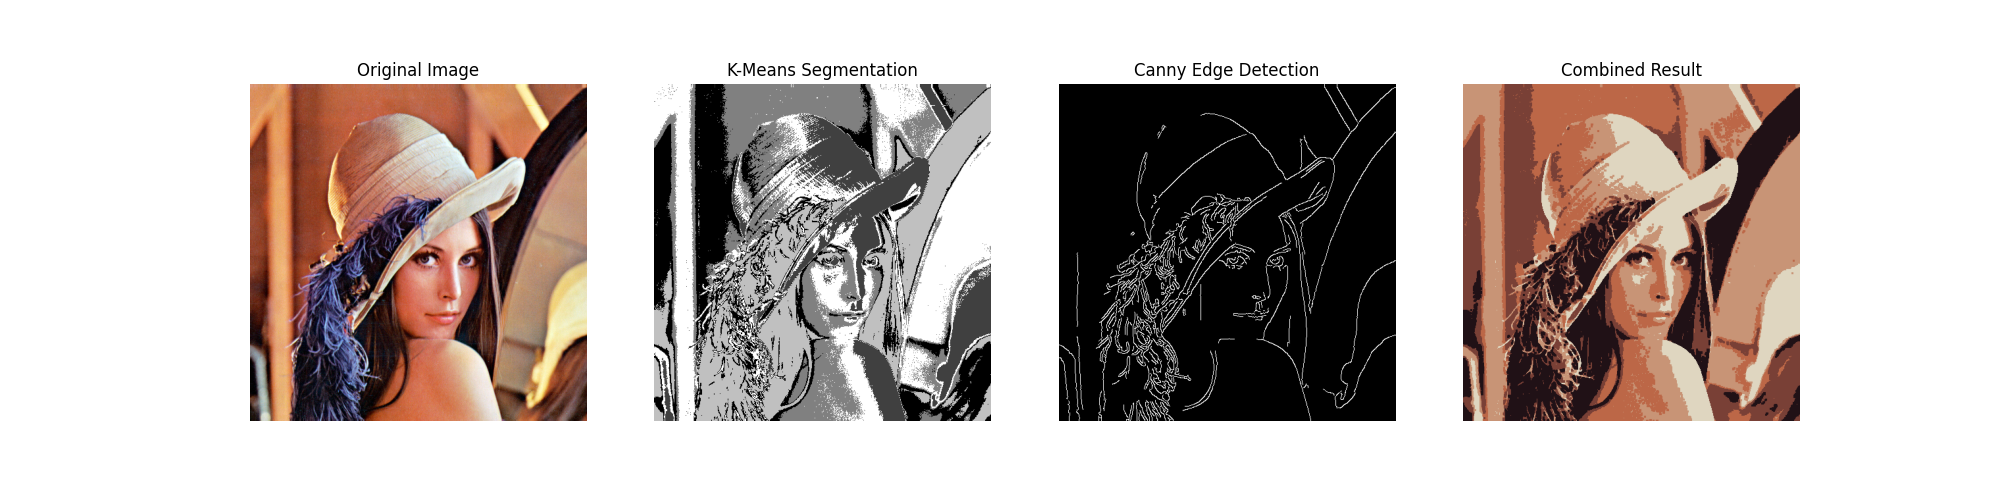 Original Image
K-Means Segmentation
Canny Edge Detection
Combined Result